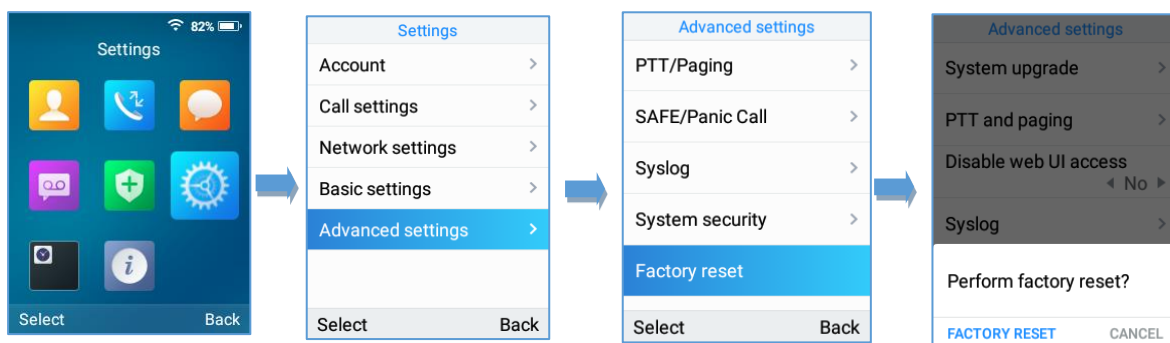 82%
Settings
Select Back
Settings
Account
Call settings
Network settings
Basic settings
Advanced settings
Select Back
Advanced settings
PTT/Paging
SAFE/Panic Call
Syslog
System security
Factory reset
Select Back
Advanced settings
System upgrade
PTT and paging
Disable web UI access
No
Syslog
Perform factory reset?
FACTORY RESET CANCEL